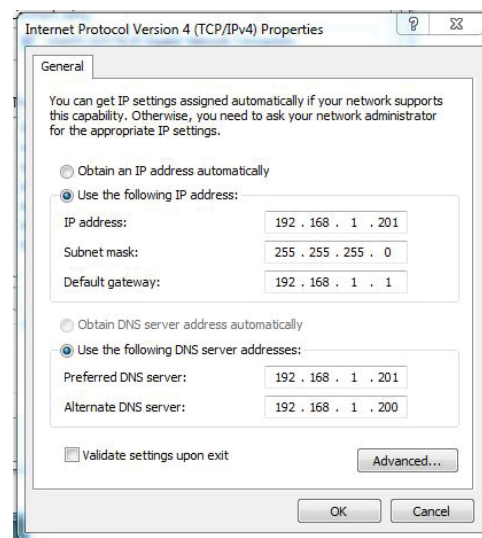 Internet Protocol Version 4 (TCP/IPv4) Properties
General
You can get IP settings assigned automatically if your network supports
this capability. Otherwise, you need to ask your network administrator
for the appropriate IP settings.
Obtain an IP address automatically
Use the following IP address:
IP address: 192 . 168 . 1 . 201
Subnet mask: 255 . 255 . 255 . 0
Default gateway: 192 . 168 . 1 . 1
Obtain DNS server address automatically
Use the following DNS server addresses:
Preferred DNS server: 192 . 168 . 1 . 201
Alternate DNS server: 192 . 168 . 1 . 200
Validate settings upon exit
Advanced...
OK Cancel